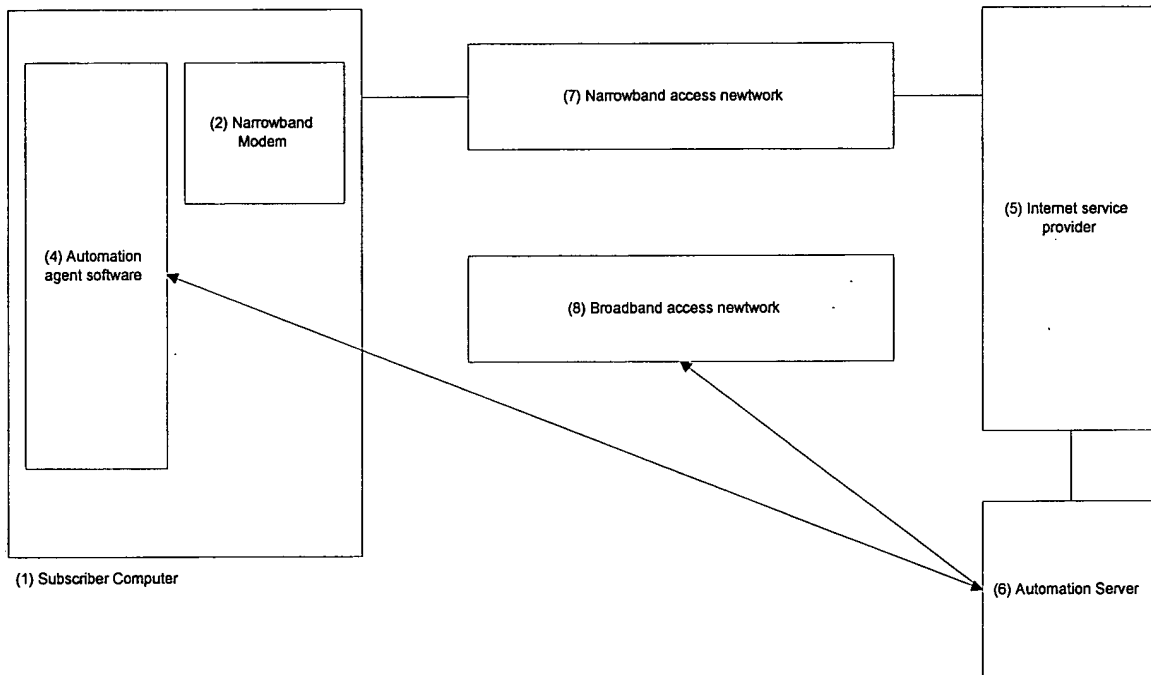 (7) Narrowband access newtwork
(2) Narrowband
Modem
(5) Internet service
provider
(4) Automation
agent software
(8) Broadband access newtwork
(1) Subscriber Computer
(6) Automation Server